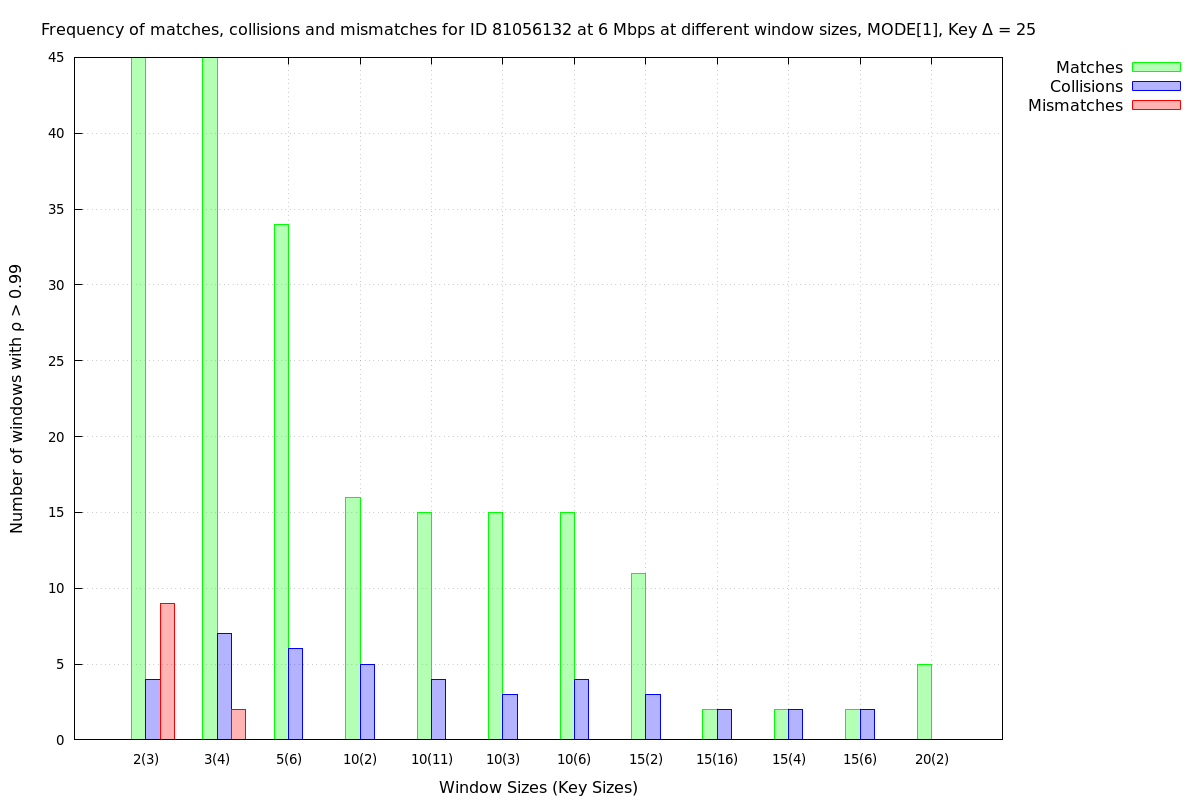 Frequency of matches, collisions and mismatches for ID 81056132 at 6 Mbps at different window sizes, MODE[1], Key Δ = 25
Matches
Collisions
Mismatches
Number of windows with ρ > 0.99
45
40
35
30
25
20
15
10
5
0
2(3) 3(4) 5(6) 10(2) 10(11) 10(3) 10(6) 15(2) 15(16) 15(4) 15(6) 20(2)
Window Sizes (Key Sizes)